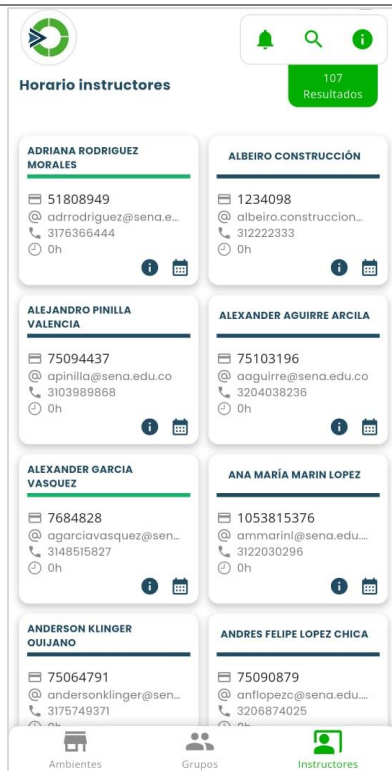 Horario instructores
107
Resultados
ADRIANA RODRIGUEZ
MORALES
51808949
adrrodriguez@sena.e...
3176366444
0h
ALBEIRO CONSTRUCCIÓN
1234098
albeiro.construccion...
312222333
0h
ALEJANDRO PINILLA
VALENCIA
75094437
apinilla@sena.edu.co
3103989868
0h
ALEXANDER AGUIRRE ARCILA
75103196
aaguirre@sena.edu.co
3204038236
0h
ALEXANDER GARCIA
VASQUEZ
7684828
agarciavasquez@sen...
3148515827
0h
ANA MARÍA MARIN LOPEZ
1053815376
ammarinl@sena.edu....
3122030296
0h
ANDERSON KLINGER
QUIJANO
75064791
andersonklinger@sen...
3175749371
0h
ANDRES FELIPE LOPEZ CHICA
75090879
anflopezc@sena.edu....
3206874025
0h
Ambientes
Grupos
Instructores